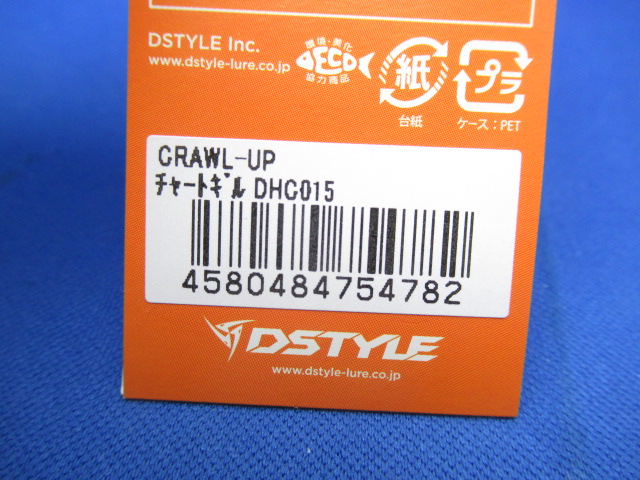 DSTYLE Inc.
www.dstyle-lure.co.jp
環境・美化
ECO
協力商品
紙
台紙
プラ
ケース：PET
CRAWL-UP
ﾁｬｰﾄｷﾞﾙ DHC015
4580484754782
DSTYLE
www.dstyle-lure.co.jp